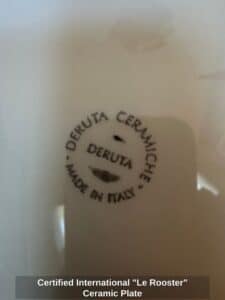 DERUTA CERAMICHE
DERUTA
MADE IN ITALY
Certified International "Le Rooster"
Ceramic Plate